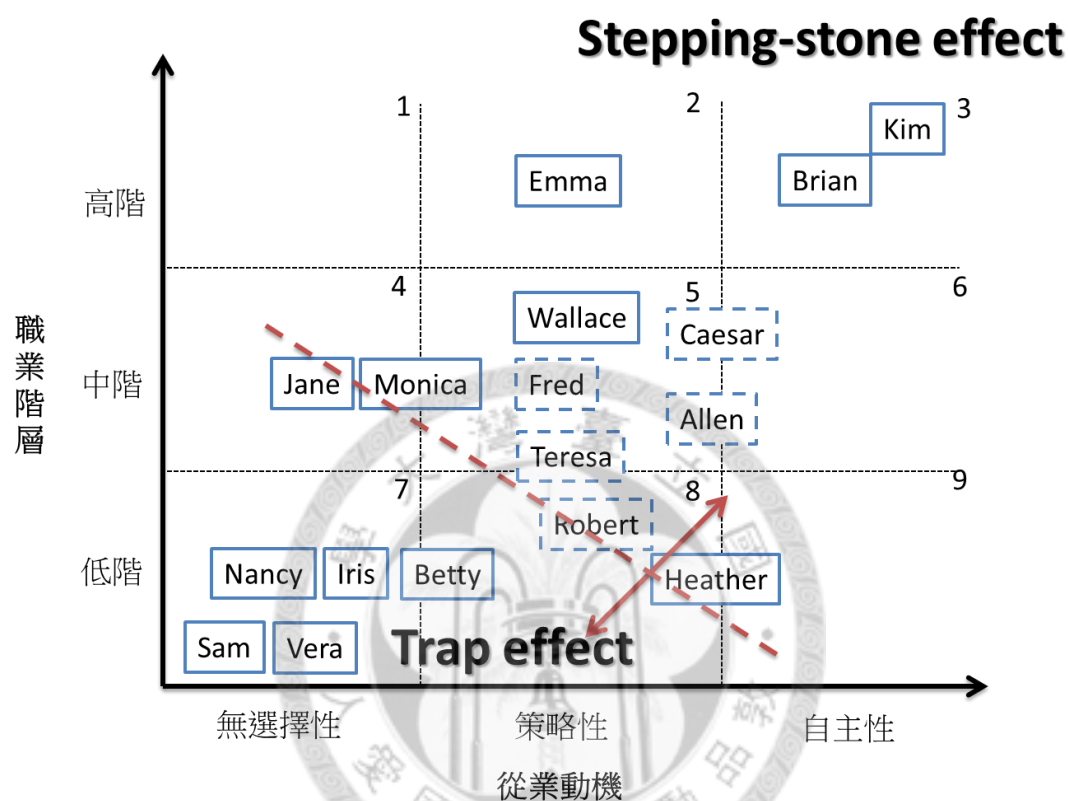 Stepping-stone effect
1
2
3
Kim
Emma
Brian
高階
4
5
6
Wallace
Caesar
職業階層
中階
Jane
Monica
Fred
Allen
Teresa
7
8
9
Robert
低階
Nancy
Iris
Betty
Heather
Sam
Vera
Trap effect
無選擇性
策略性
自主性
從業動機